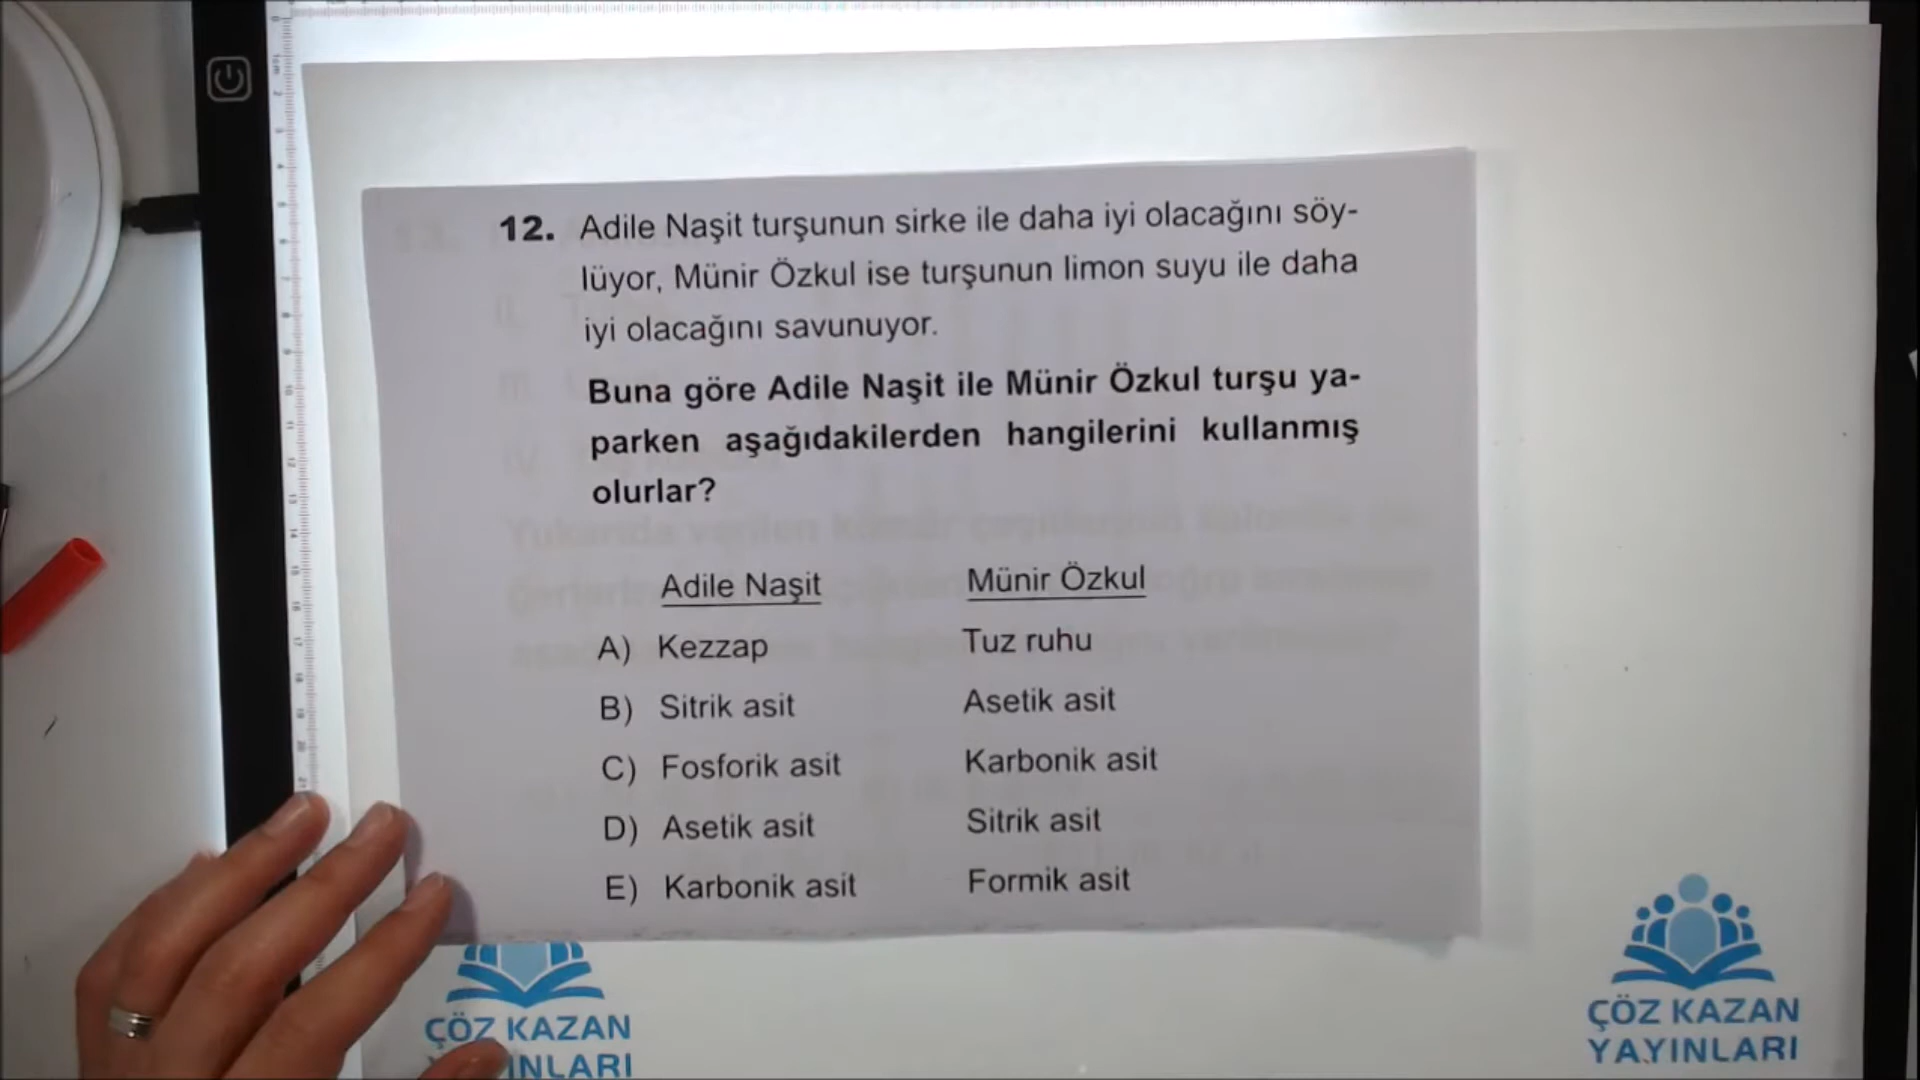 12. Adile Naşit turşunun sirke ile daha iyi olacağını söy-
lüyor, Münir Özkul ise turşunun limon suyu ile daha
iyi olacağını savunuyor.
Buna göre Adile Naşit ile Münir Özkul turşu ya-
parken aşağıdakilerden hangilerini kullanmış
olurlar?
Adile Naşit Münir Özkul
A) Kezzap Tuz ruhu
B) Sitrik asit Asetik asit
C) Fosforik asit Karbonik asit
D) Asetik asit Sitrik asit
E) Karbonik asit Formik asit
ÇÖZ KAZAN
INLARI
ÇÖZ KAZAN
YAYINLARI